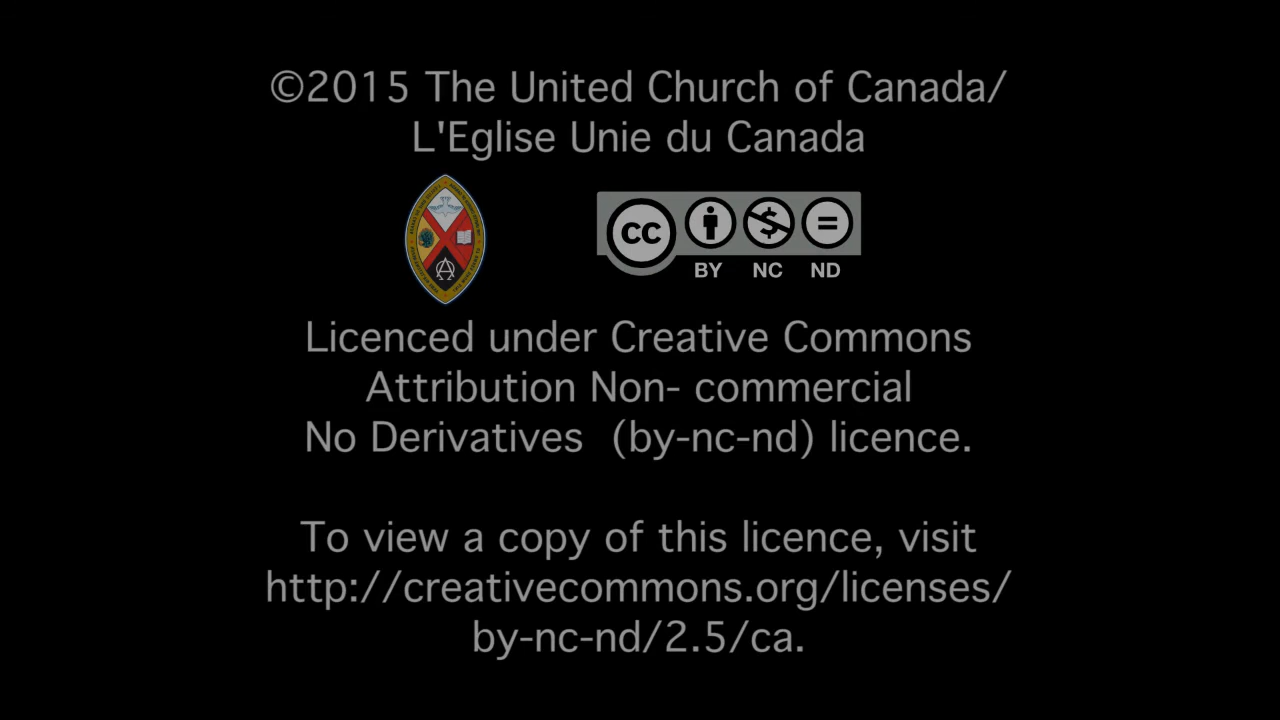 ©2015 The United Church of Canada/
L'Eglise Unie du Canada
cc
BY NC ND
Licenced under Creative Commons
Attribution Non- commercial
No Derivatives  (by-nc-nd) licence.
To view a copy of this licence, visit
http://creativecommons.org/licenses/
by-nc-nd/2.5/ca.